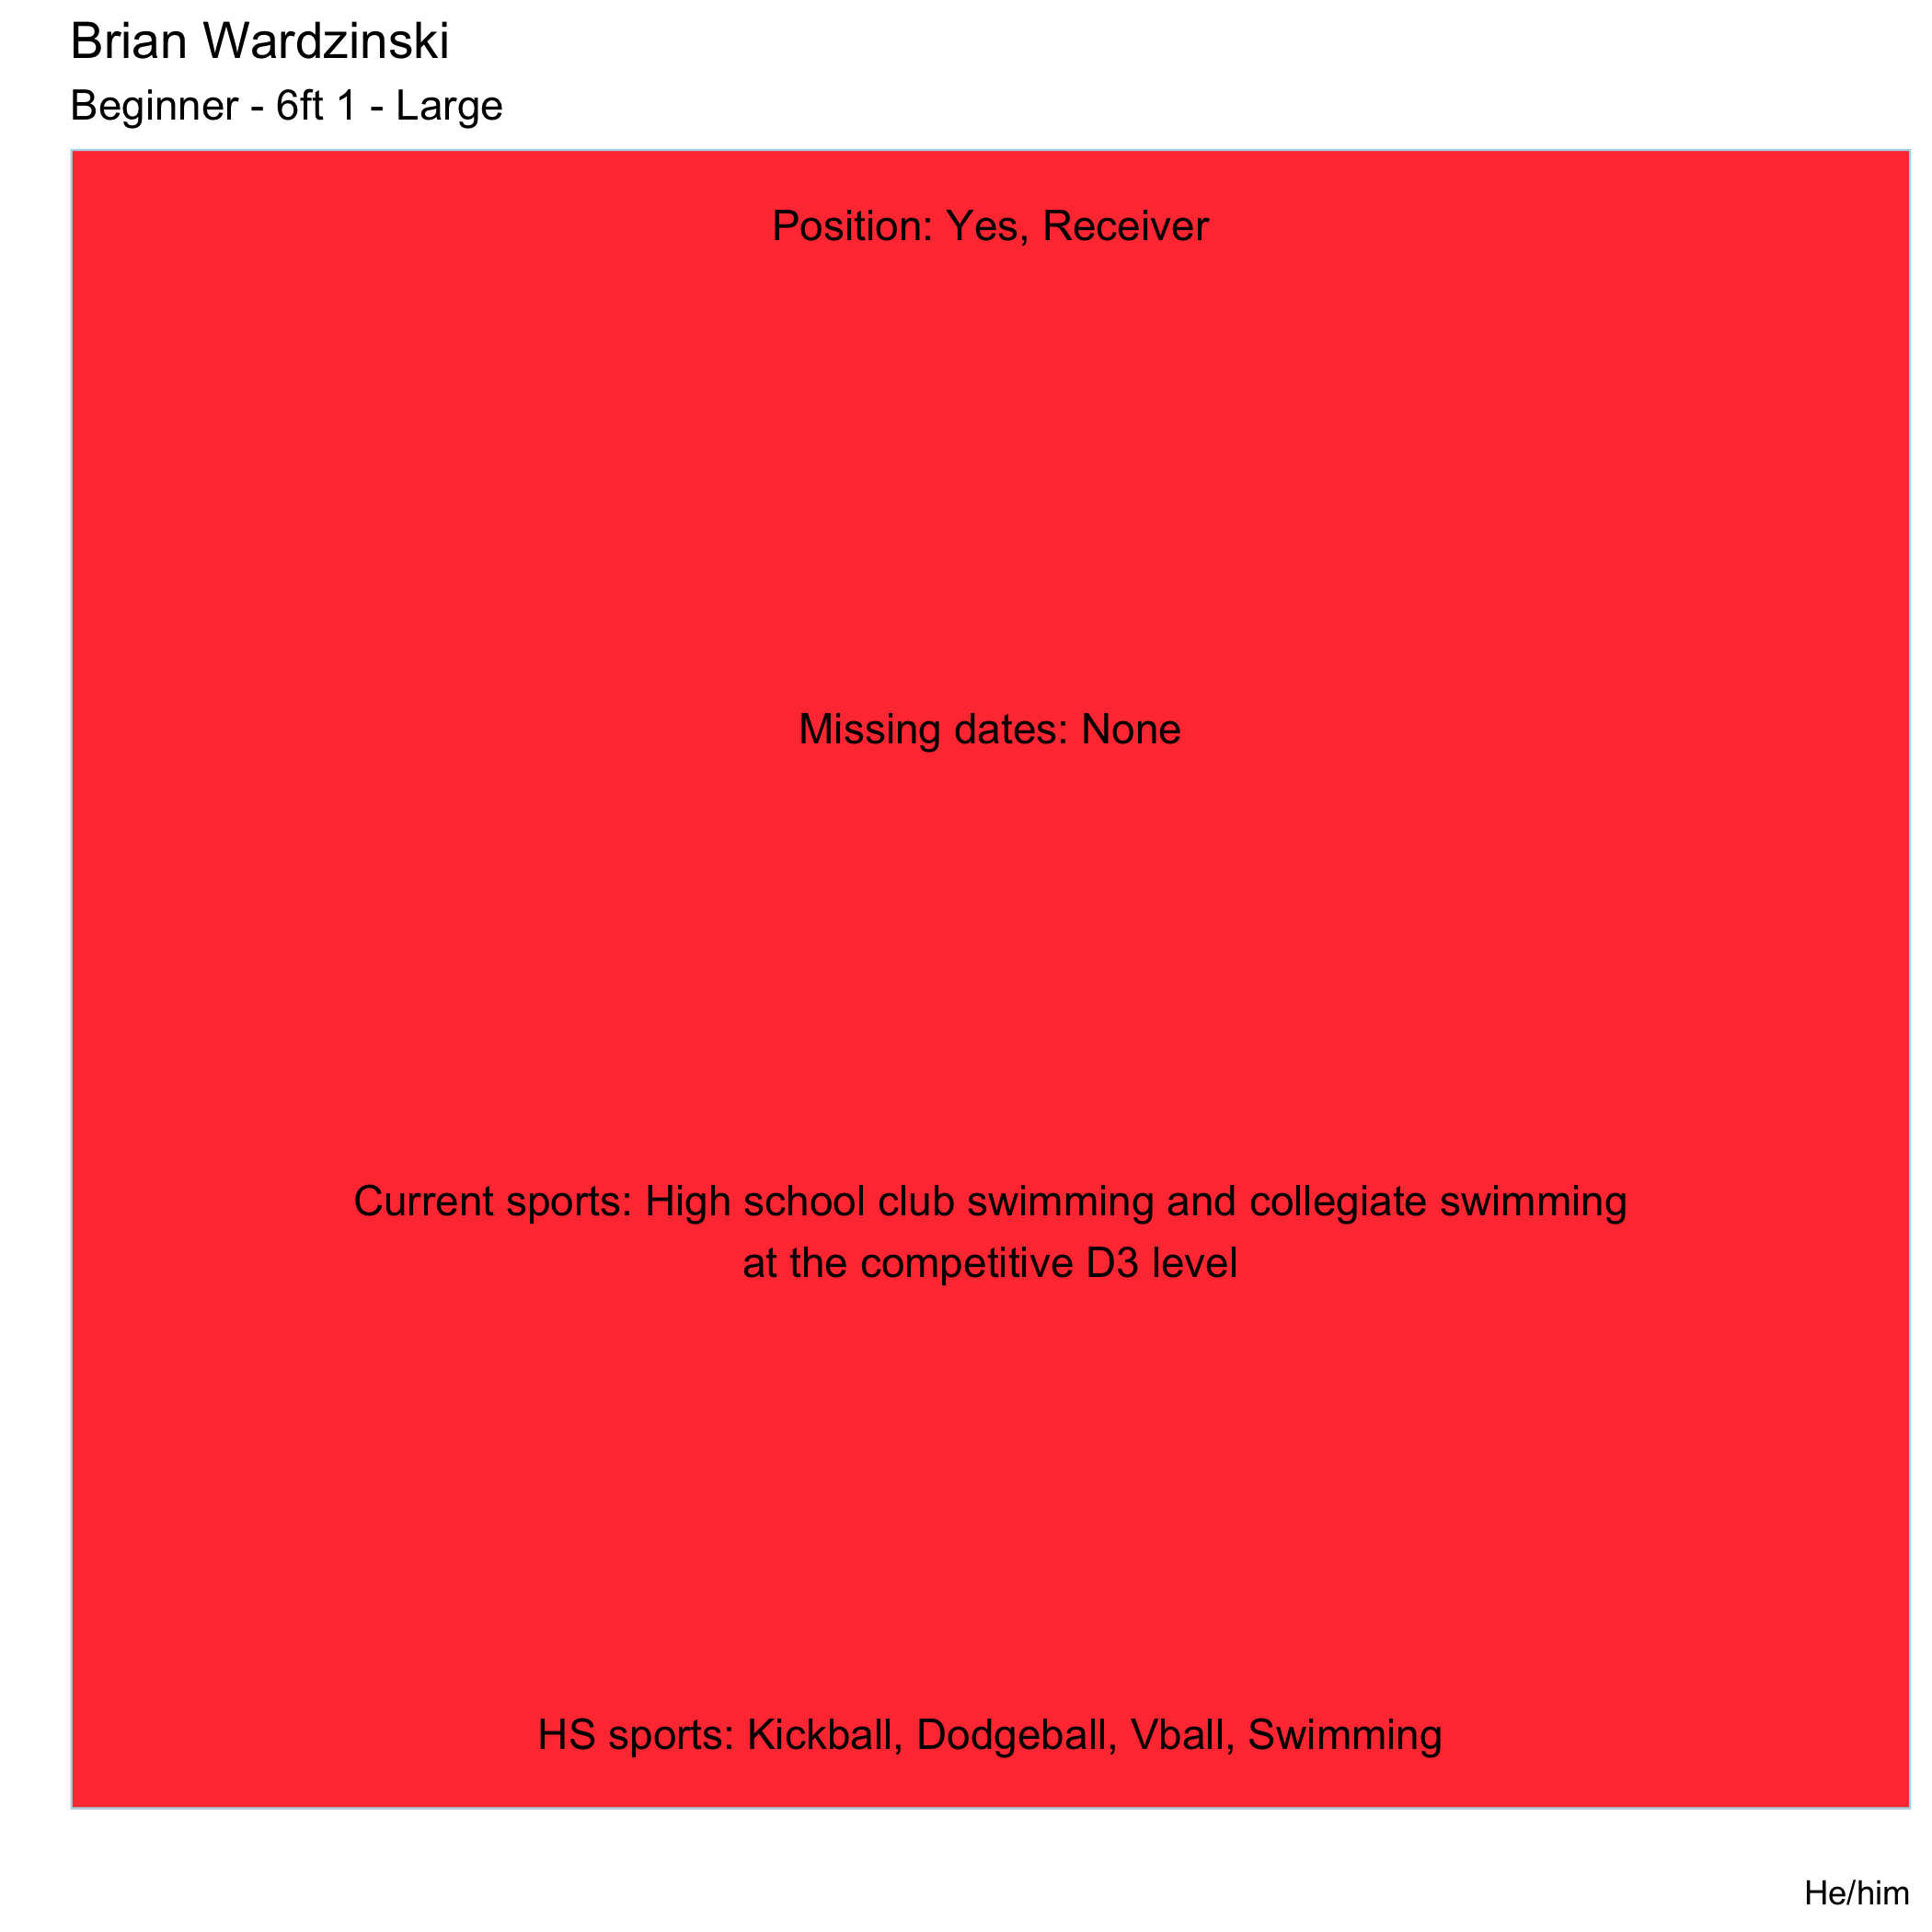 Brian Wardzinski
Beginner - 6ft 1 - Large
Position: Yes, Receiver
Missing dates: None
Current sports: High school club swimming and collegiate swimming
at the competitive D3 level
HS sports: Kickball, Dodgeball, Vball, Swimming
He/him